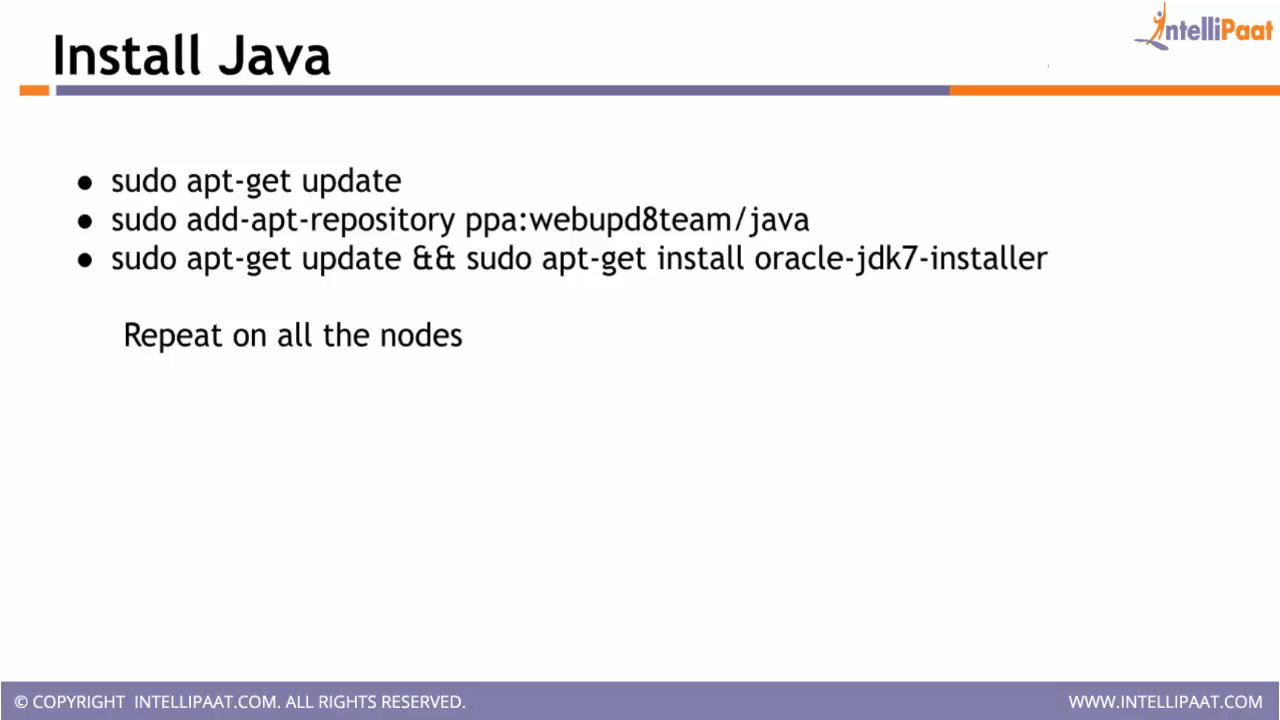 Install Java
IntelliPaat
● sudo apt-get update
● sudo add-apt-repository ppa:webupd8team/java
● sudo apt-get update && sudo apt-get install oracle-jdk7-installer
Repeat on all the nodes
© COPYRIGHT INTELLIPAAT.COM. ALL RIGHTS RESERVED.
WWW.INTELLIPAAT.COM